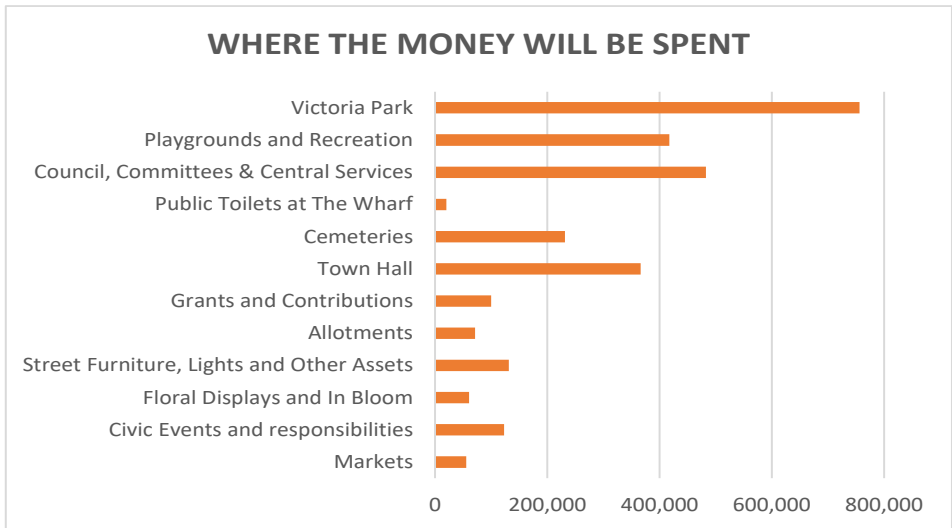 WHERE THE MONEY WILL BE SPENT
Victoria Park
Playgrounds and Recreation
Council, Committees & Central Services
Public Toilets at The Wharf
Cemeteries
Town Hall
Grants and Contributions
Allotments
Street Furniture, Lights and Other Assets
Floral Displays and In Bloom
Civic Events and responsibilities
Markets
0 200,000 400,000 600,000 800,000